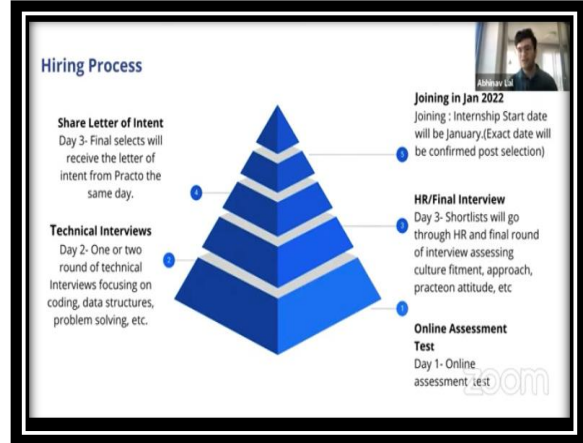 Hiring Process
Abhinav Lal
Share Letter of Intent
Day 3- Final selects will
receive the letter of
intent from Practo the
same day.
Technical Interviews
Day 2- One or two
round of technical
Interviews focusing on
coding, data structures,
problem solving, etc.
4
2
5
3
1
Joining in Jan 2022
Joining : Internship Start date
will be January.(Exact date will
be confirmed post selection)
HR/Final Interview
Day 3- Shortlists will go
through HR and final round
of interview assessing
culture fitment, approach,
practeon attitude, etc
Online Assessment
Test
Day 1- Online
assessment test
zoom